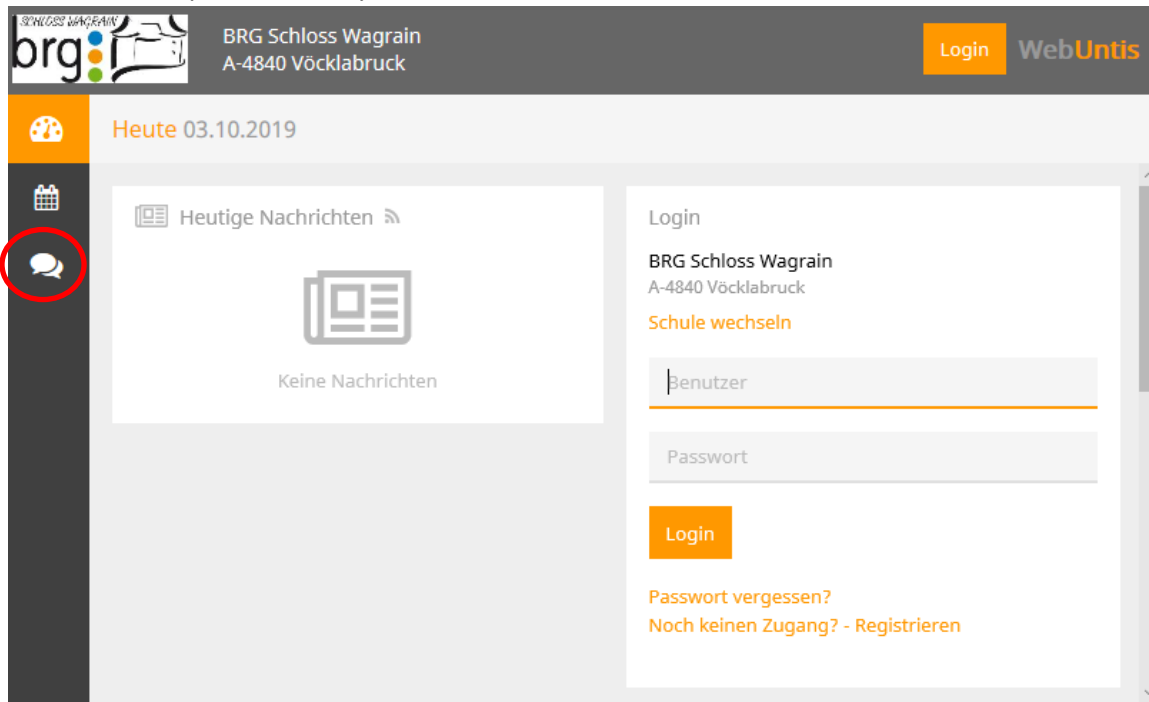 SCHLOSS WAGRAIN
brg
BRG Schloss Wagrain
A-4840 Vöcklabruck
Login
WebUntis
Heute 03.10.2019
Heutige Nachrichten
Keine Nachrichten
Login
BRG Schloss Wagrain
A-4840 Vöcklabruck
Schule wechseln
Benutzer
Passwort
Login
Passwort vergessen?
Noch keinen Zugang? - Registrieren